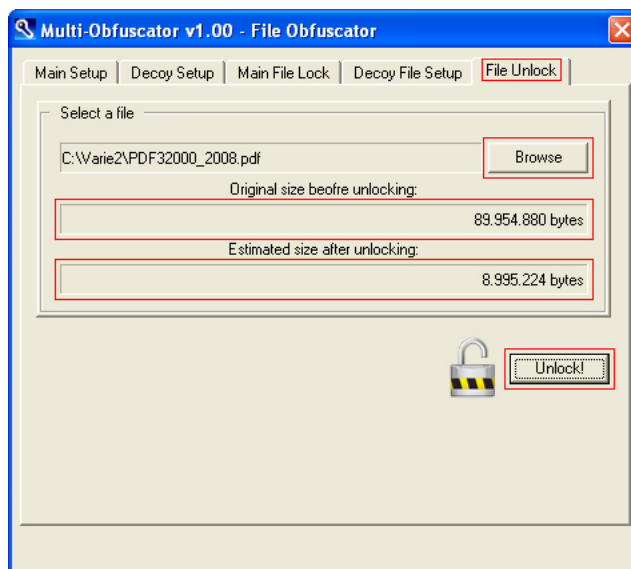 Multi-Obfuscator v1.00 - File Obfuscator
Main Setup Decoy Setup Main File Lock Decoy File Setup File Unlock
Select a file
C:\Varie2\PDF32000_2008.pdf Browse
Original size beofre unlocking:
89.954.880 bytes
Estimated size after unlocking:
8.995.224 bytes
Unlock!